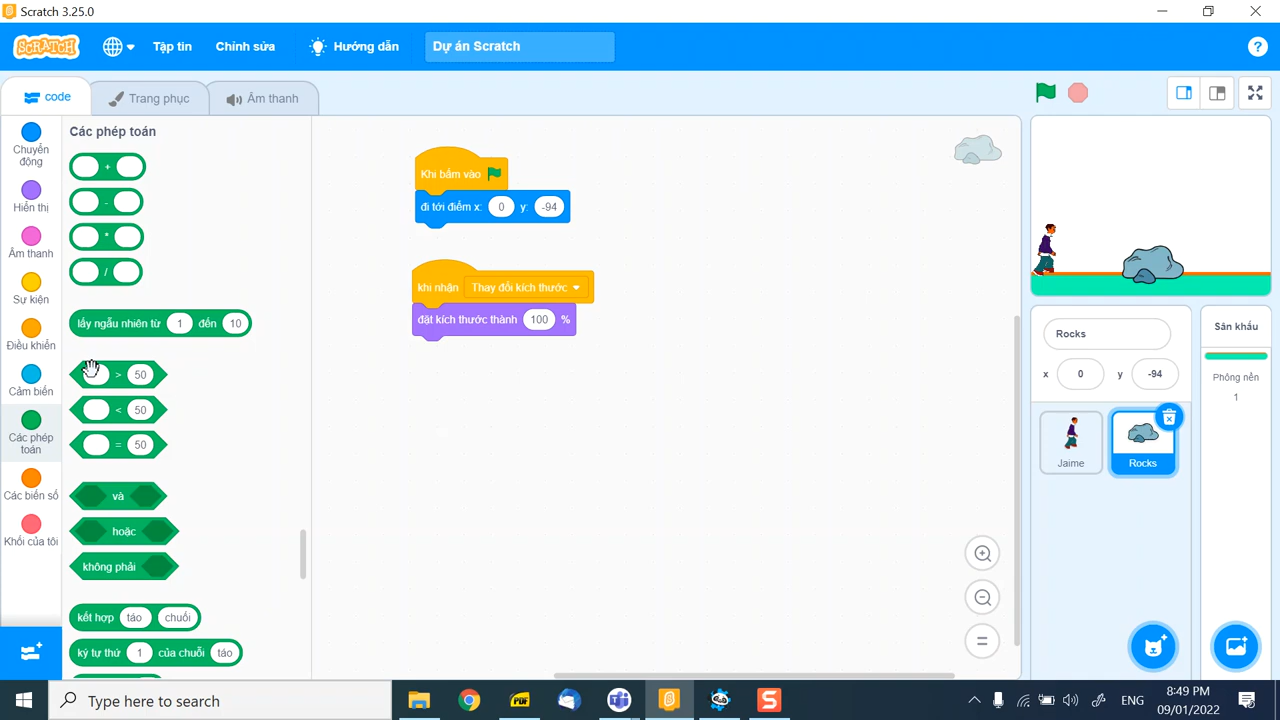 Scratch 3.25.0
SCRATCH
Tập tin
Chỉnh sửa
Hướng dẫn
Dự án Scratch
?
code
Trang phục
Âm thanh
Chuyển động
Hiển thị
Âm thanh
Sự kiện
Điều khiển
Cảm biến
Các phép toán
Các biến số
Khối của tôi
Các phép toán
+
-
*
/
lấy ngẫu nhiên từ 1 đến 10
> 50
< 50
= 50
và
hoặc
không phải
kết hợp táo chuối
ký tự thứ 1 của chuỗi táo
Khi bấm vào
đi tới điểm x: 0 y: -94
khi nhận Thay đổi kích thước
đặt kích thước thành 100 %
Rocks
x 0 y -94
Jaime
Rocks
Sân khấu
Phông nền
1
Type here to search
PDF
ENG
8:49 PM
09/01/2022